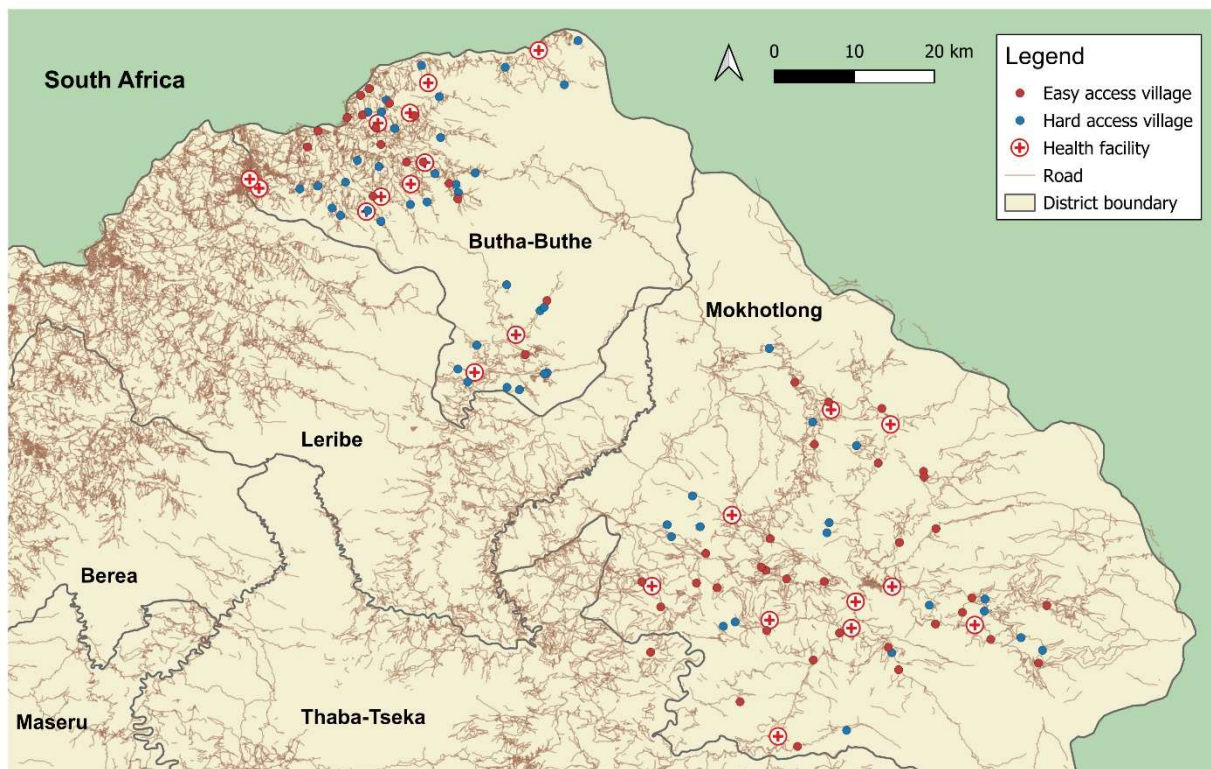 South Africa
0 10 20 km
Legend
Easy access village
Hard access village
Health facility
Road
District boundary
Butha-Buthe
Mokhotlong
Leribe
Berea
Maseru
Thaba-Tseka